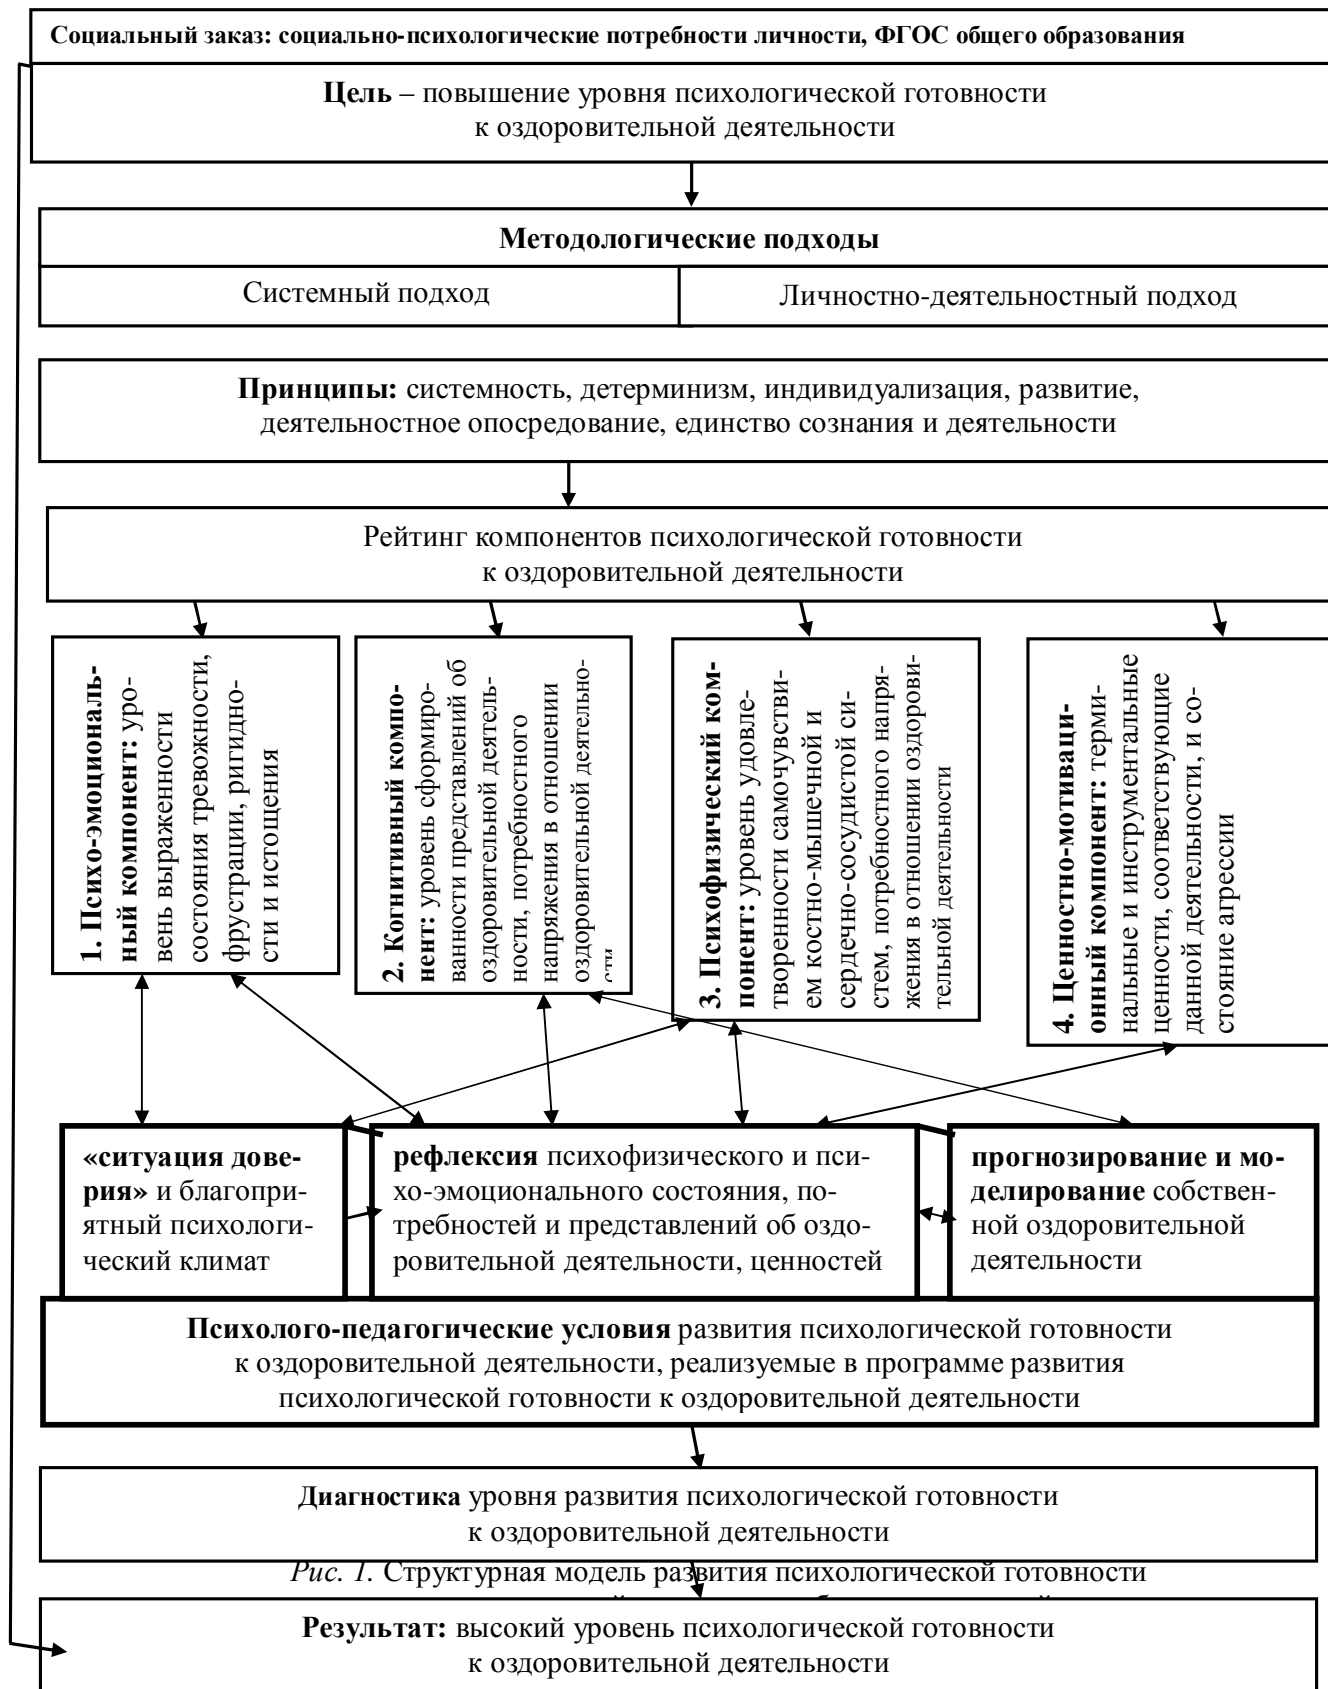 Социальный заказ: социально-психологические потребности личности, ФГОС общего образования
Цель – повышение уровня психологической готовности
к оздоровительной деятельности
Методологические подходы
Системный подход
Личностно-деятельностный подход
Принципы: системность, детерминизм, индивидуализация, развитие,
деятельностное опосредование, единство сознания и деятельности
Рейтинг компонентов психологической готовности
к оздоровительной деятельности
1. Психо-эмоциональ-
ный компонент: уро-
вень выраженности
состояния тревожности,
фрустрации, ригидно-
сти и истощения
2. Когнитивный компо-
нент: уровень сформиро-
ванности представлений об
оздоровительной деятель-
ности, потребностного
напряжения в отношении
оздоровительной деятельно-
сти
3. Психофизический ком-
понент: уровень удовле-
творенности самочувстви-
ем костно-мышечной и
сердечно-сосудистой си-
стем, потребностного напря-
жения в отношении оздорови-
тельной деятельности
4. Ценностно-мотиваци-
онный компонент: терми-
нальные и инструментальные
ценности, соответствующие
данной деятельности, и со-
стояние агрессии
«ситуация дове-
рия» и благопри-
ятный психологи-
ческий климат
рефлексия психофизического и пси-
хо-эмоционального состояния, по-
требностей и представлений об оздо-
ровительной деятельности, ценностей
прогнозирование и мо-
делирование собствен-
ной оздоровительной
деятельности
Психолого-педагогические условия развития психологической готовности
к оздоровительной деятельности, реализуемые в программе развития
психологической готовности к оздоровительной деятельности
Диагностика уровня развития психологической готовности
к оздоровительной деятельности
Рис. 1. Структурная модель развития психологической готовности
Результат: высокий уровень психологической готовности
к оздоровительной деятельности